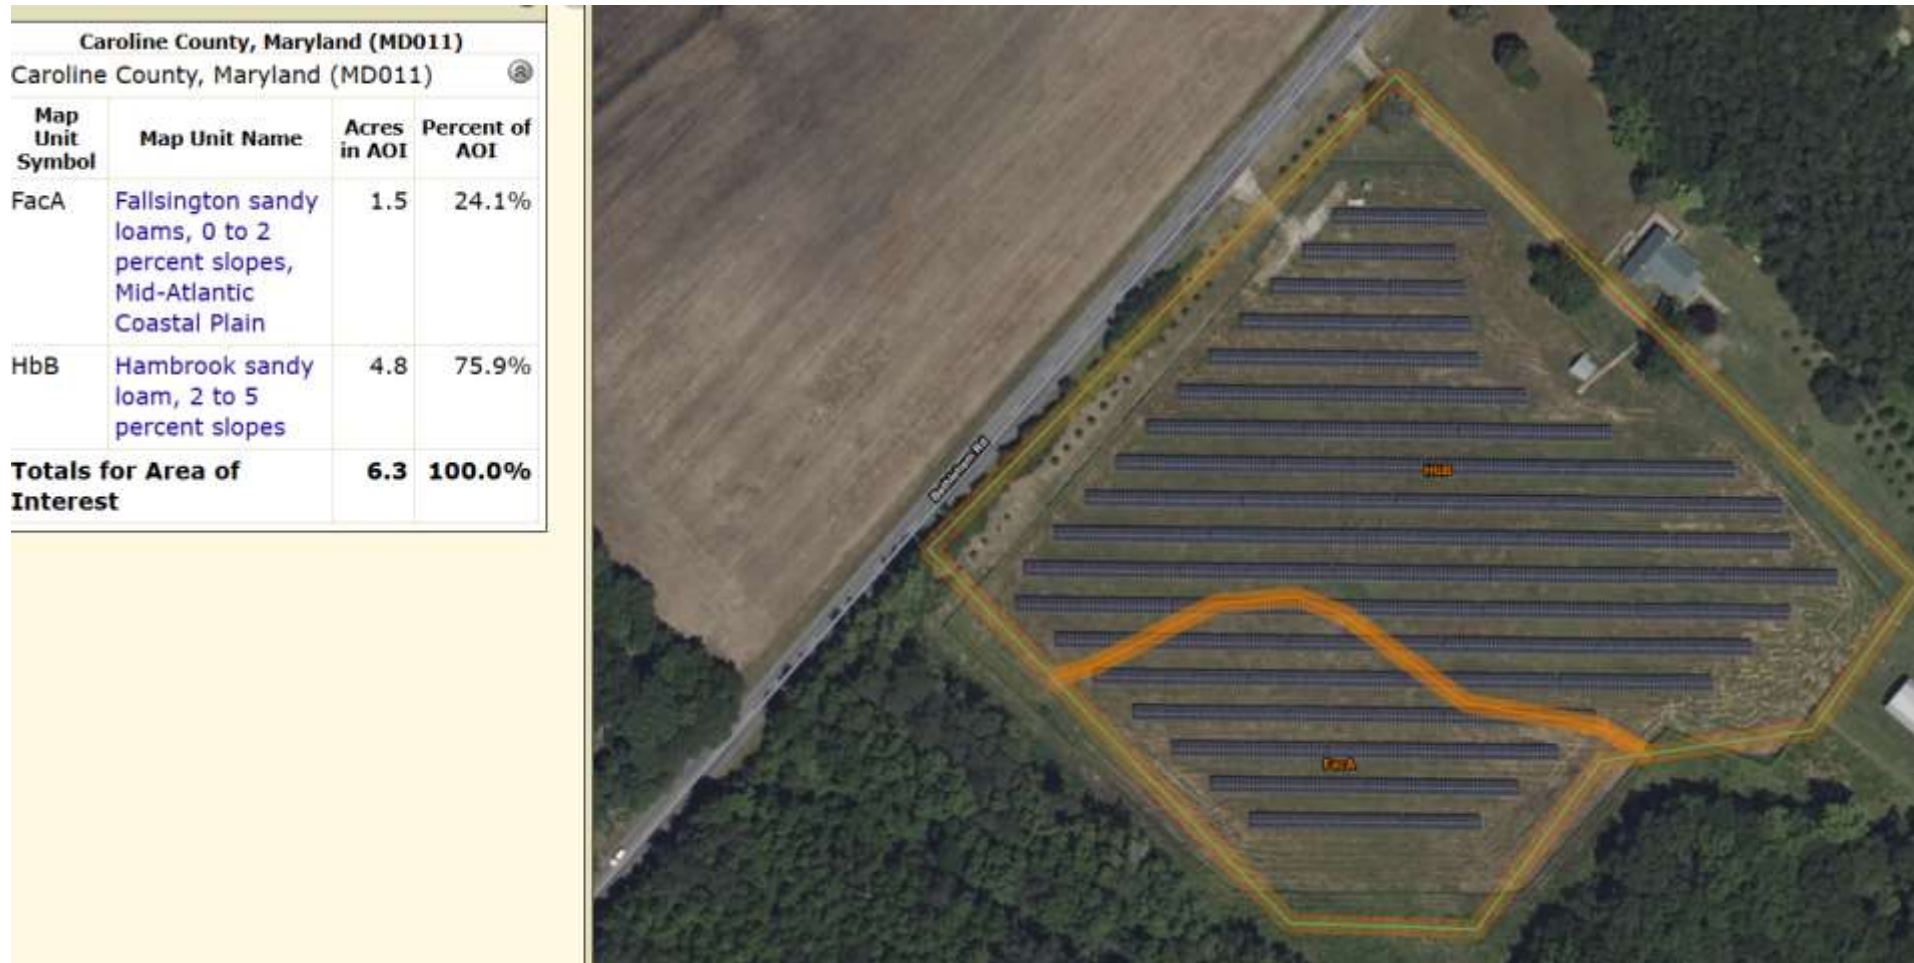 Caroline County, Maryland (MD011)
Caroline County, Maryland (MD011)
Map Unit Symbol
Map Unit Name
Acres in AOI
Percent of AOI
FacA
Fallsington sandy loams, 0 to 2 percent slopes, Mid-Atlantic Coastal Plain
1.5
24.1%
HbB
Hambrook sandy loam, 2 to 5 percent slopes
4.8
75.9%
Totals for Area of Interest
6.3
100.0%
Bethlehem Rd
HbB
FacA